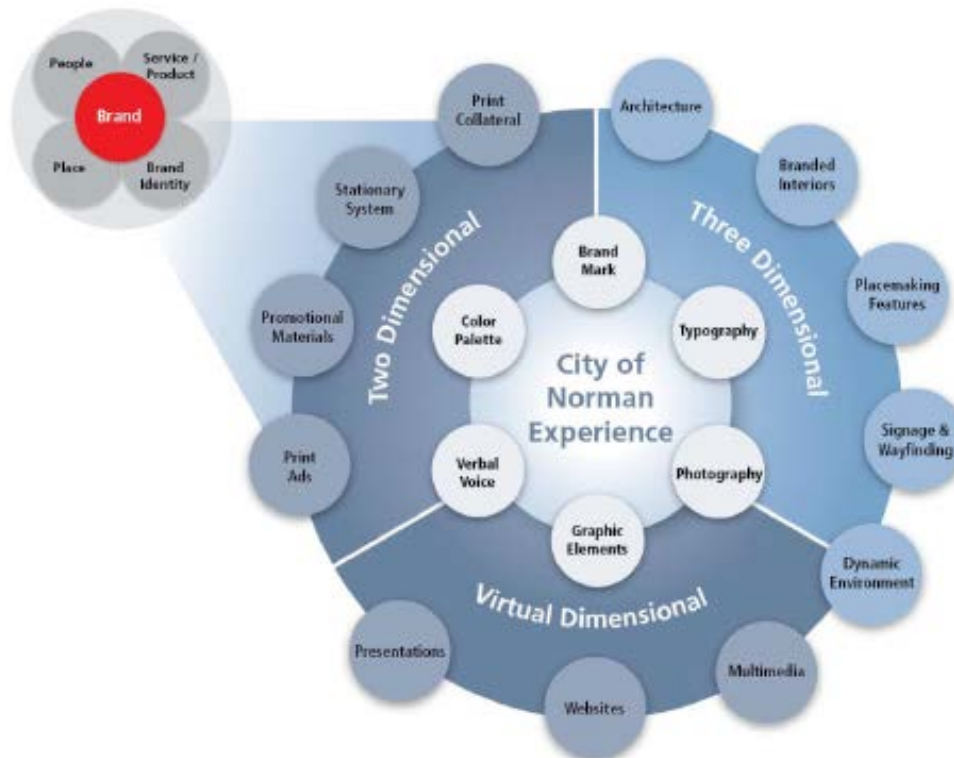 People
Service /
Product
Brand
Place
Brand
Identity
Print
Collateral
Architecture
Stationary
System
Branded
Interiors
Promotional
Materials
Placemaking
Features
Print
Ads
Signage &
Wayfinding
Dynamic
Environment
Presentations
Websites
Multimedia
Two Dimensional
Three Dimensional
Virtual Dimensional
Brand
Mark
Color
Palette
Typography
Verbal
Voice
Photography
Graphic
Elements
City of
Norman
Experience